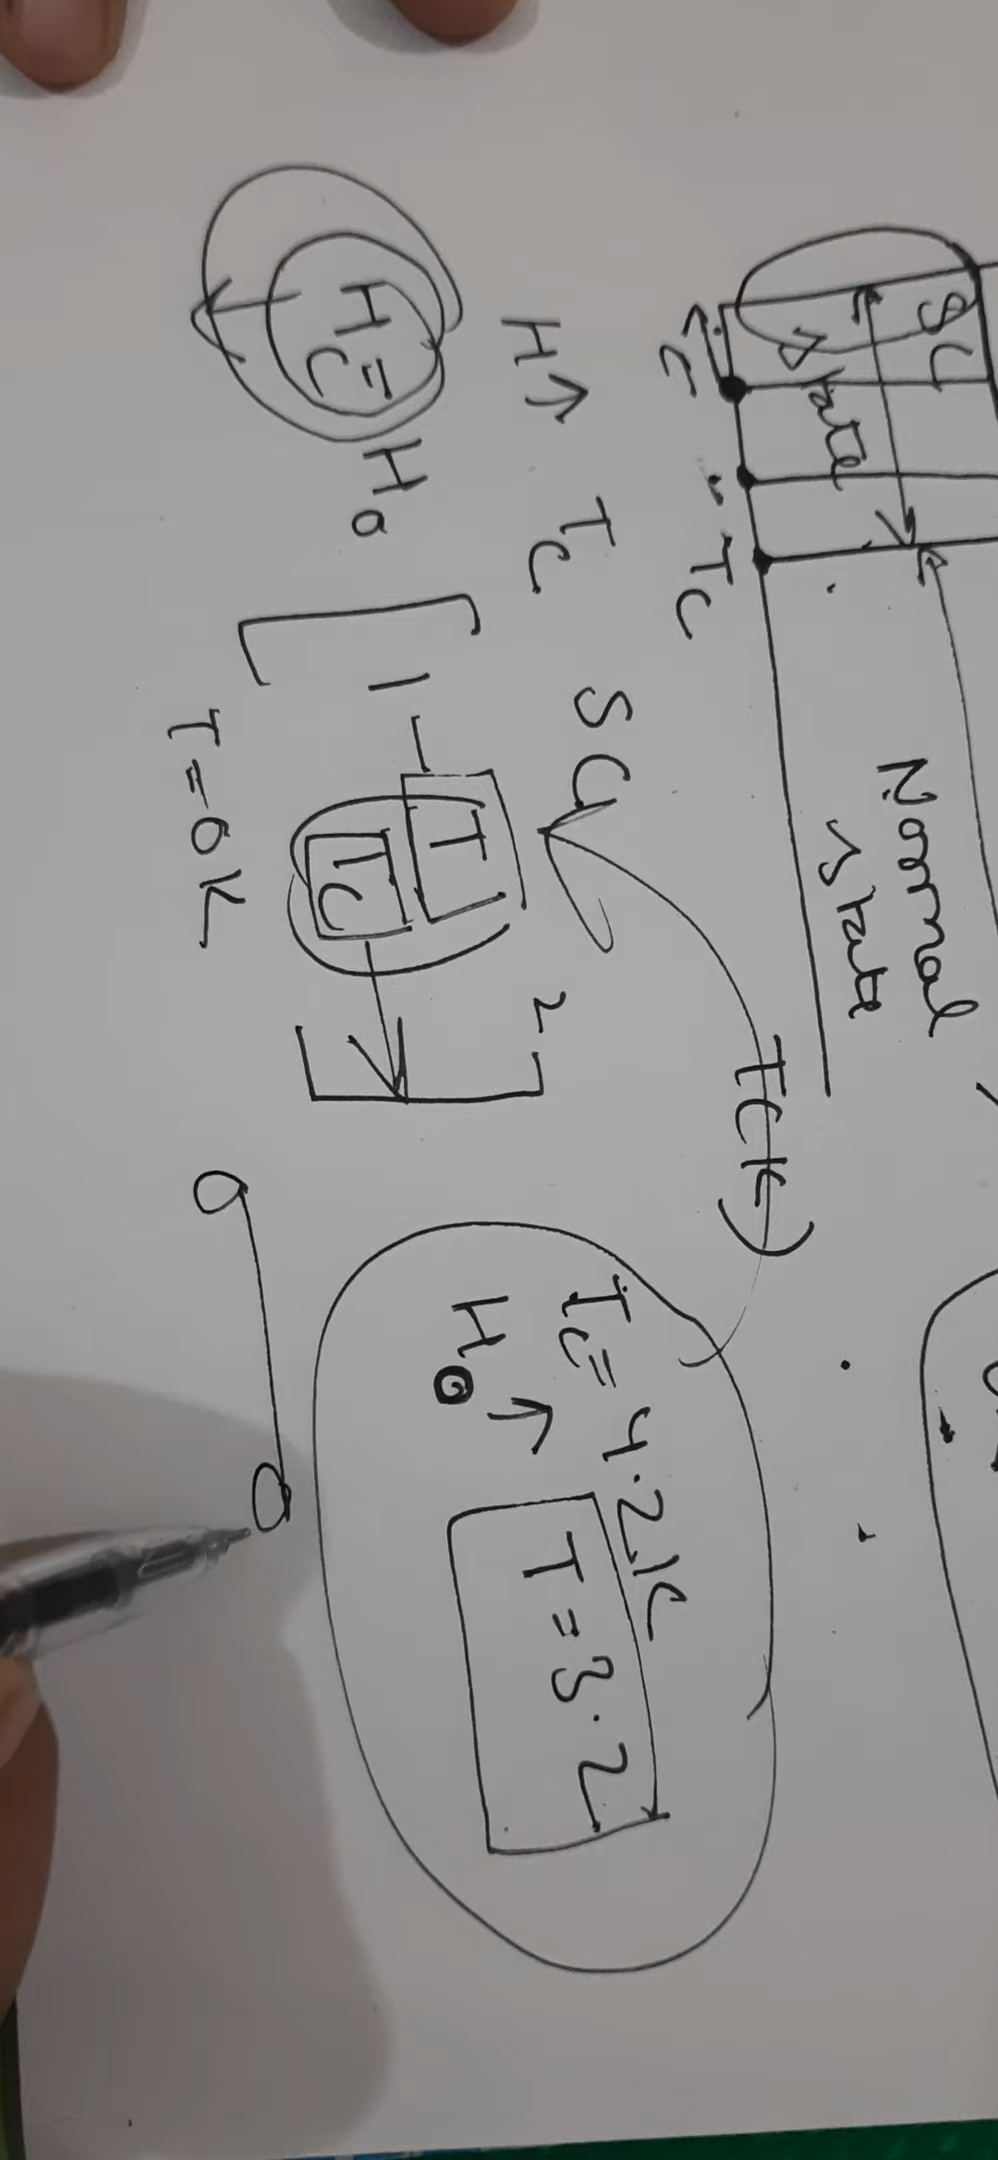 SC
state
Normal
state
Tc
T(K)
H↑ Tc SC
Tc = 4.2K
Hc = H0 [1 - T/Tc]2
H0 ↑ T = 3.2
T = 0K